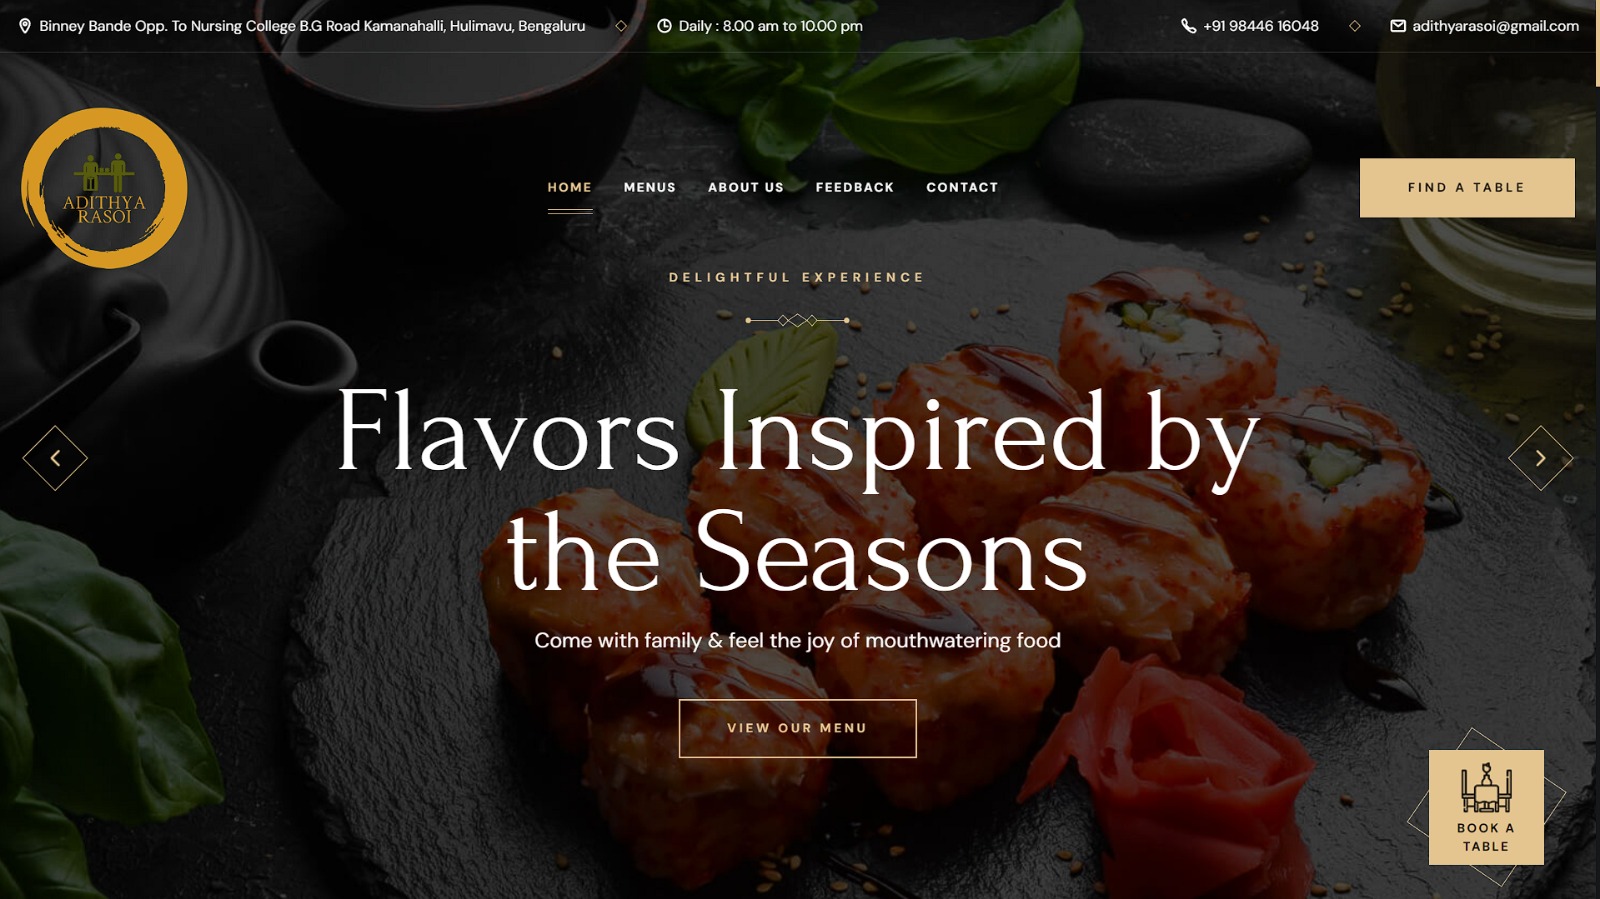 Binney Bande Opp. To Nursing College B.G Road Kamanahalli, Hulimavu, Bengaluru
Daily : 8.00 am to 10.00 pm
+91 98446 16048
adithyarasoi@gmail.com
ADITHYA
RASOI
HOME
MENUS
ABOUT US
FEEDBACK
CONTACT
FIND A TABLE
DELIGHTFUL EXPERIENCE
Flavors Inspired by
the Seasons
Come with family & feel the joy of mouthwatering food
VIEW OUR MENU
BOOK A
TABLE